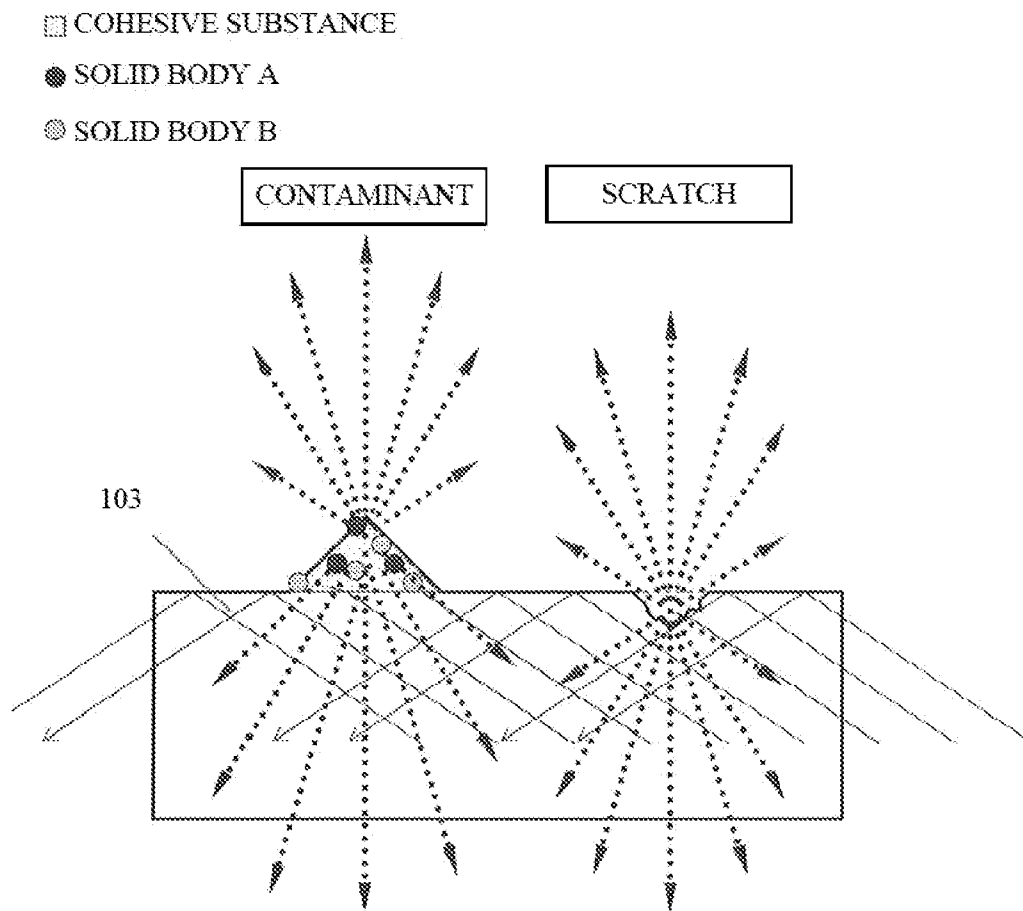 COHESIVE SUBSTANCE
SOLID BODY A
SOLID BODY B
CONTAMINANT
SCRATCH
103